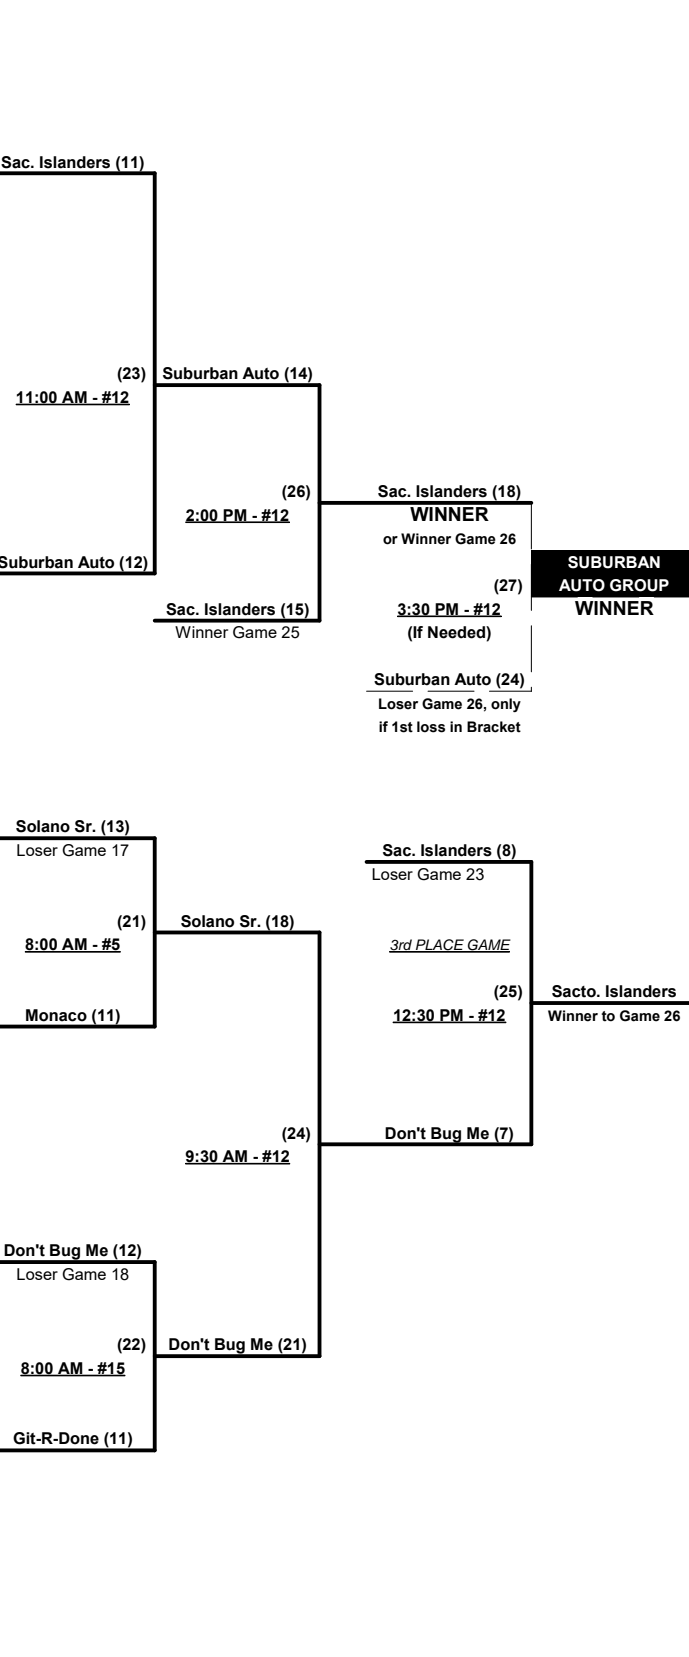 Sac. Islanders (11)
(23)
Suburban Auto (14)
11:00 AM - #12
(26)
Sac. Islanders (18)
2:00 PM - #12
WINNER
or Winner Game 26
Suburban Auto (12)
SUBURBAN
AUTO GROUP
WINNER
(27)
Sac. Islanders (15)
3:30 PM - #12
Winner Game 25
(If Needed)
Suburban Auto (24)
Loser Game 26, only
if 1st loss in Bracket
Solano Sr. (13)
Loser Game 17
Sac. Islanders (8)
Loser Game 23
(21)
Solano Sr. (18)
8:00 AM - #5
3rd PLACE GAME
(25)
Sacto. Islanders
Monaco (11)
12:30 PM - #12
Winner to Game 26
(24)
Don't Bug Me (7)
9:30 AM - #12
Don't Bug Me (12)
Loser Game 18
(22)
Don't Bug Me (21)
8:00 AM - #15
Git-R-Done (11)